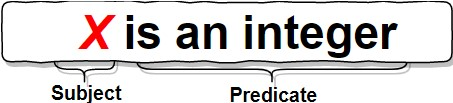 X is an integer
Subject Predicate